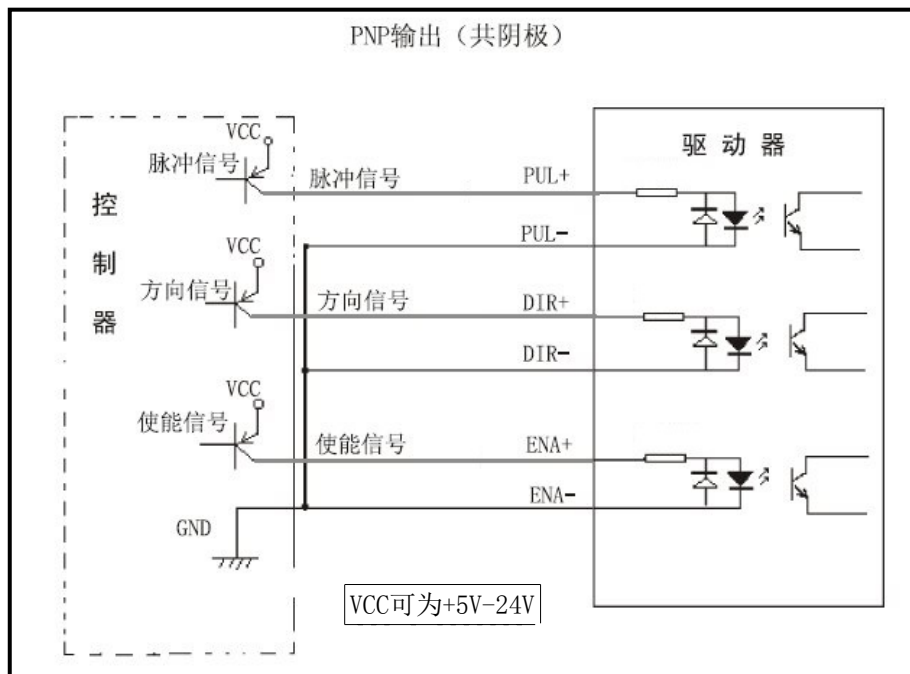 PNP输出（共阴极）
控制器
驱动器
VCC
脉冲信号
脉冲信号
PUL+
PUL-
VCC
方向信号
方向信号
DIR+
DIR-
VCC
使能信号
使能信号
ENA+
ENA-
GND
VCC可为+5V-24V